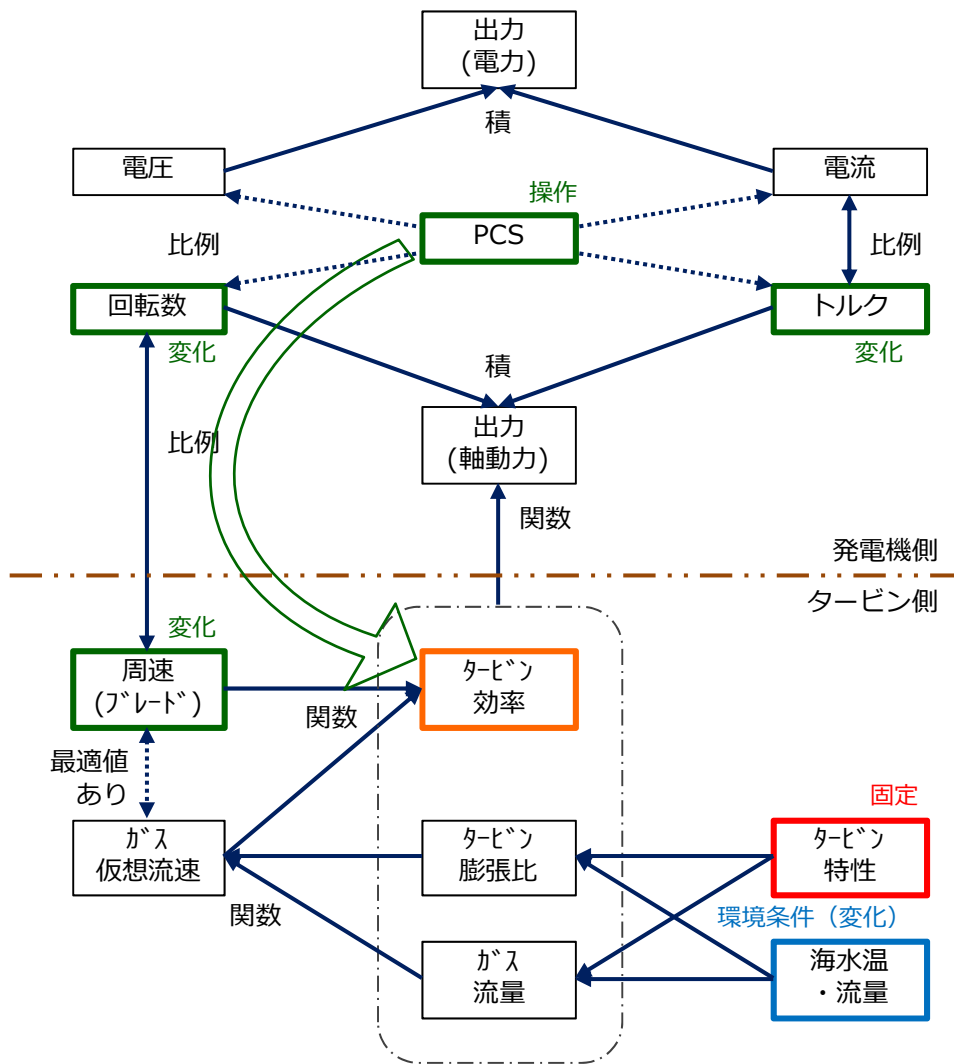 出力
(電力)
積
電圧
電流
操作
PCS
比例
比例
回転数
トルク
変化
変化
積
出力
(軸動力)
比例
関数
発電機側
タービン側
変化
周速
(ﾌﾞﾚｰﾄﾞ)
ﾀｰﾋﾞﾝ
効率
関数
最適値
あり
固定
ｶﾞｽ
仮想流速
ﾀｰﾋﾞﾝ
膨張比
ﾀｰﾋﾞﾝ
特性
関数
環境条件（変化）
ｶﾞｽ
流量
海水温
・流量